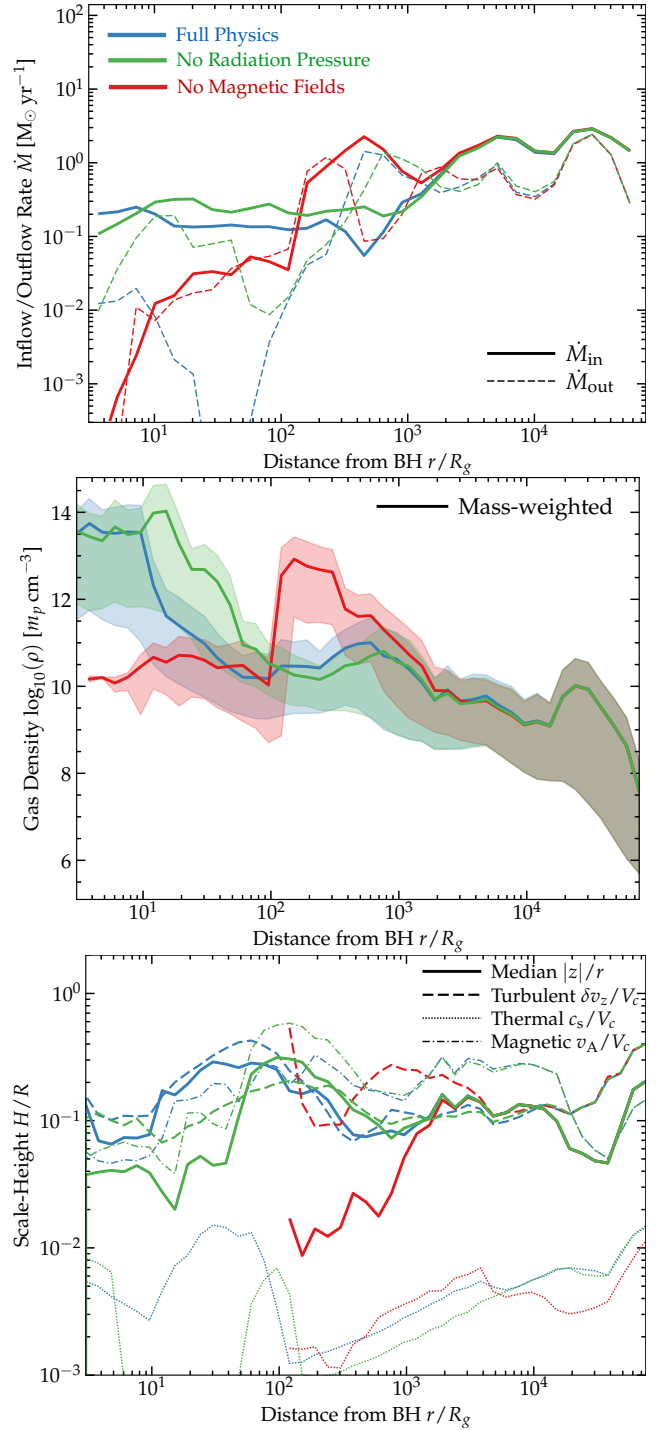 10²
Full Physics
No Radiation Pressure
No Magnetic Fields
10¹
10⁰
10⁻¹
10⁻²
10⁻³
Inflow/Outflow Rate Ṁ [M⊙ yr⁻¹]
Ṁin
Ṁout
10¹ 10² 10³ 10⁴
Distance from BH r/Rg
Mass-weighted
14
12
10
8
6
Gas Density log₁₀(ρ) [mp cm⁻³]
10¹ 10² 10³ 10⁴
Distance from BH r/Rg
Median |z|/r
Turbulent δvz/Vc
Thermal cs/Vc
Magnetic vA/Vc
10⁰
10⁻¹
10⁻²
10⁻³
Scale-Height H/R
10¹ 10² 10³ 10⁴
Distance from BH r/Rg